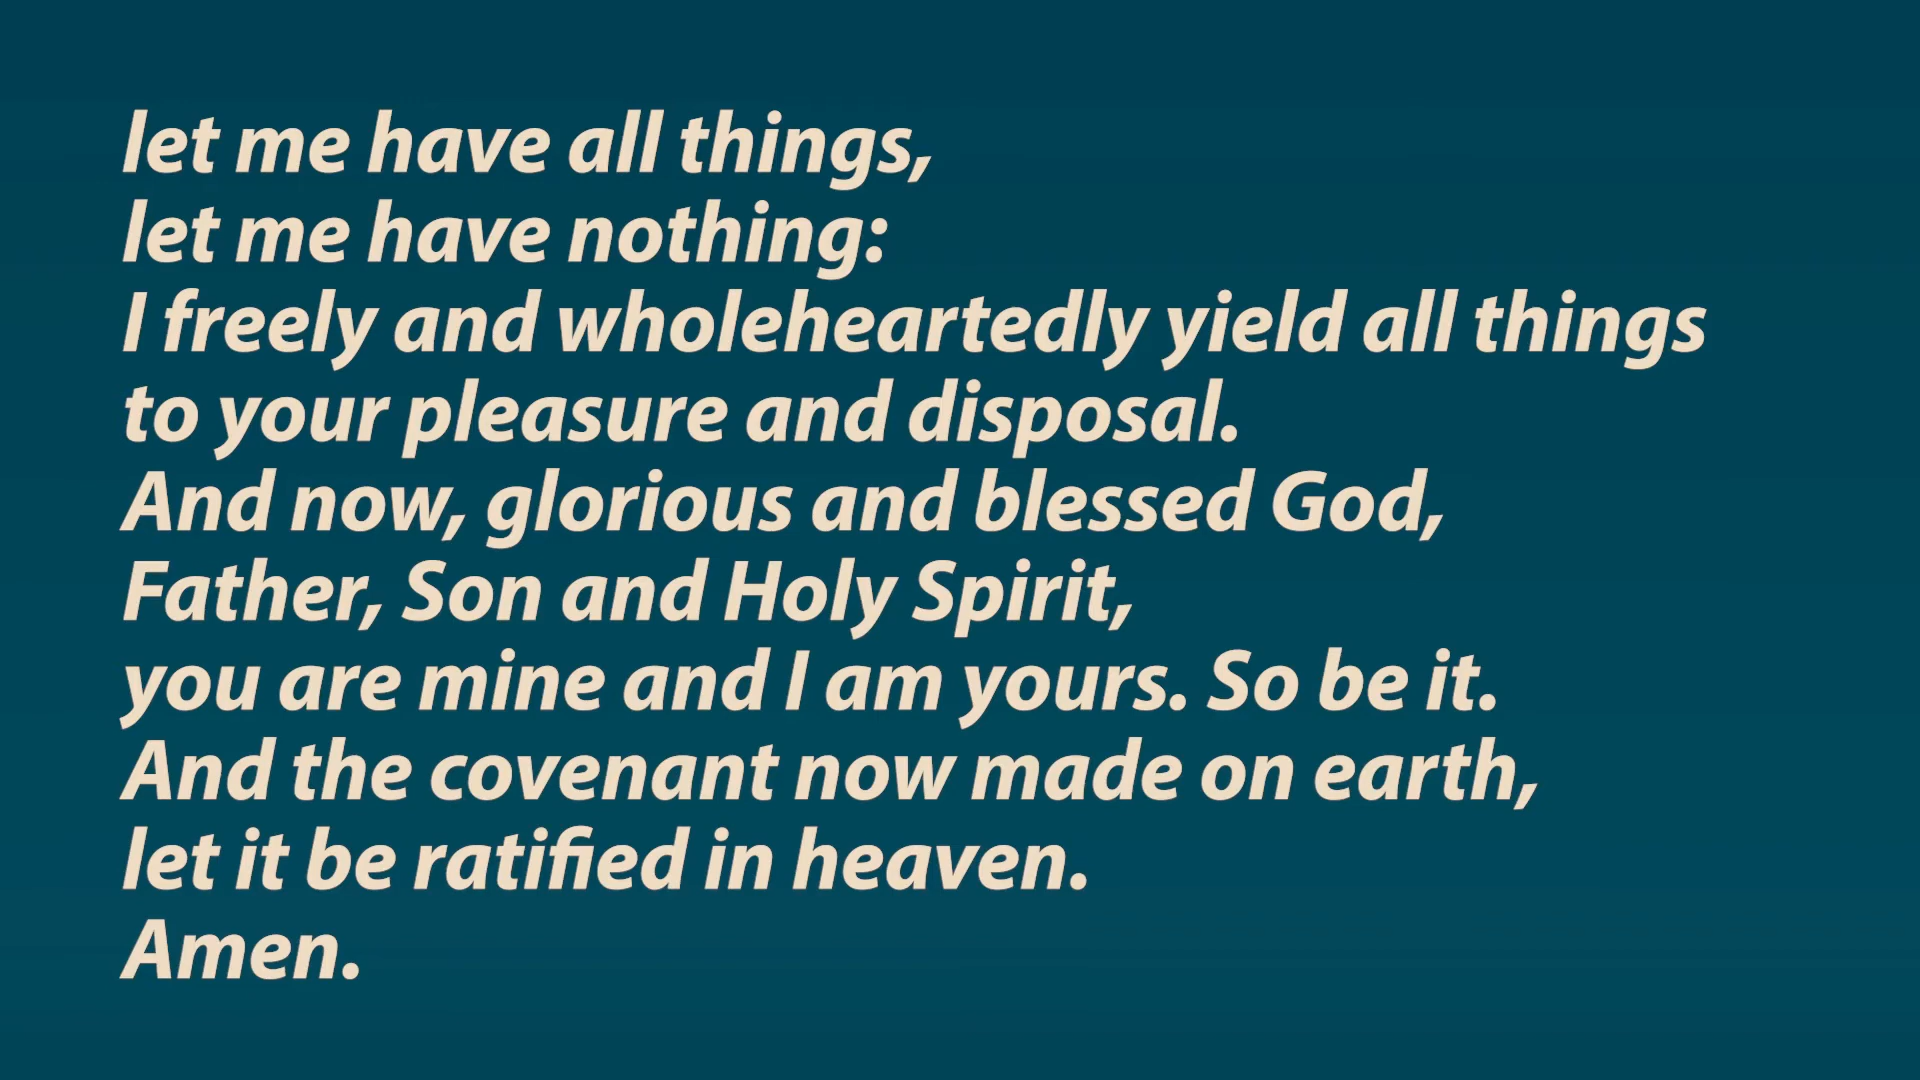 let me have all things,
let me have nothing:
I freely and wholeheartedly yield all things
to your pleasure and disposal.
And now, glorious and blessed God,
Father, Son and Holy Spirit,
you are mine and I am yours. So be it.
And the covenant now made on earth,
let it be ratified in heaven.
Amen.